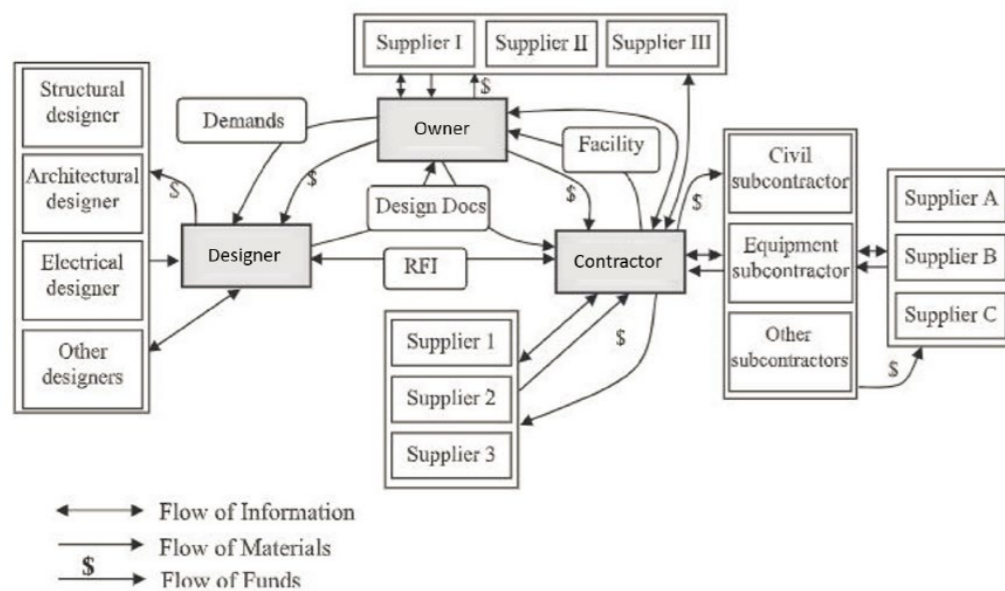 Supplier I
Supplier II
Supplier III
$
Structural
designer
Architectural
designer
Electrical
designer
Other
designers
Demands
Owner
Facility
$
$
Design Docs
$
$
Designer
RFI
Contractor
Civil
subcontractor
Equipment
subcontractor
Other
subcontractors
Supplier A
Supplier B
Supplier C
$
Supplier 1
Supplier 2
Supplier 3
$
Flow of Information
Flow of Materials
$
Flow of Funds